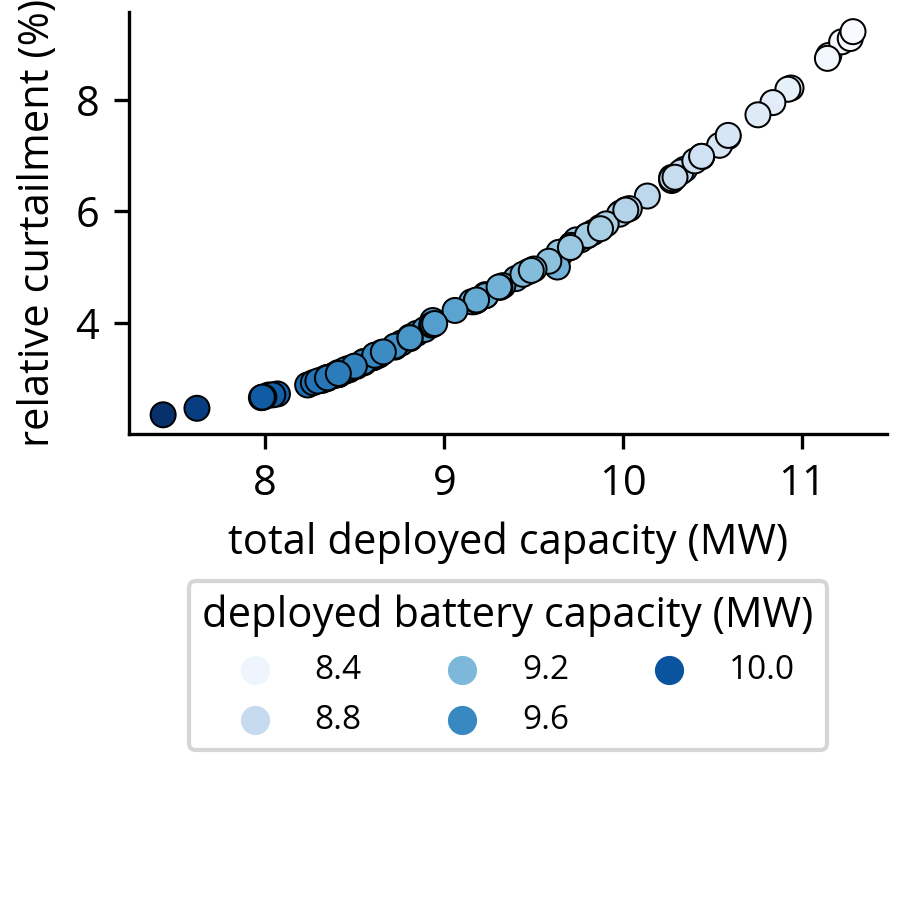 relative curtailment (%)
8
6
4
8 9 10 11
total deployed capacity (MW)
deployed battery capacity (MW)
8.4 9.2 10.0
8.8 9.6